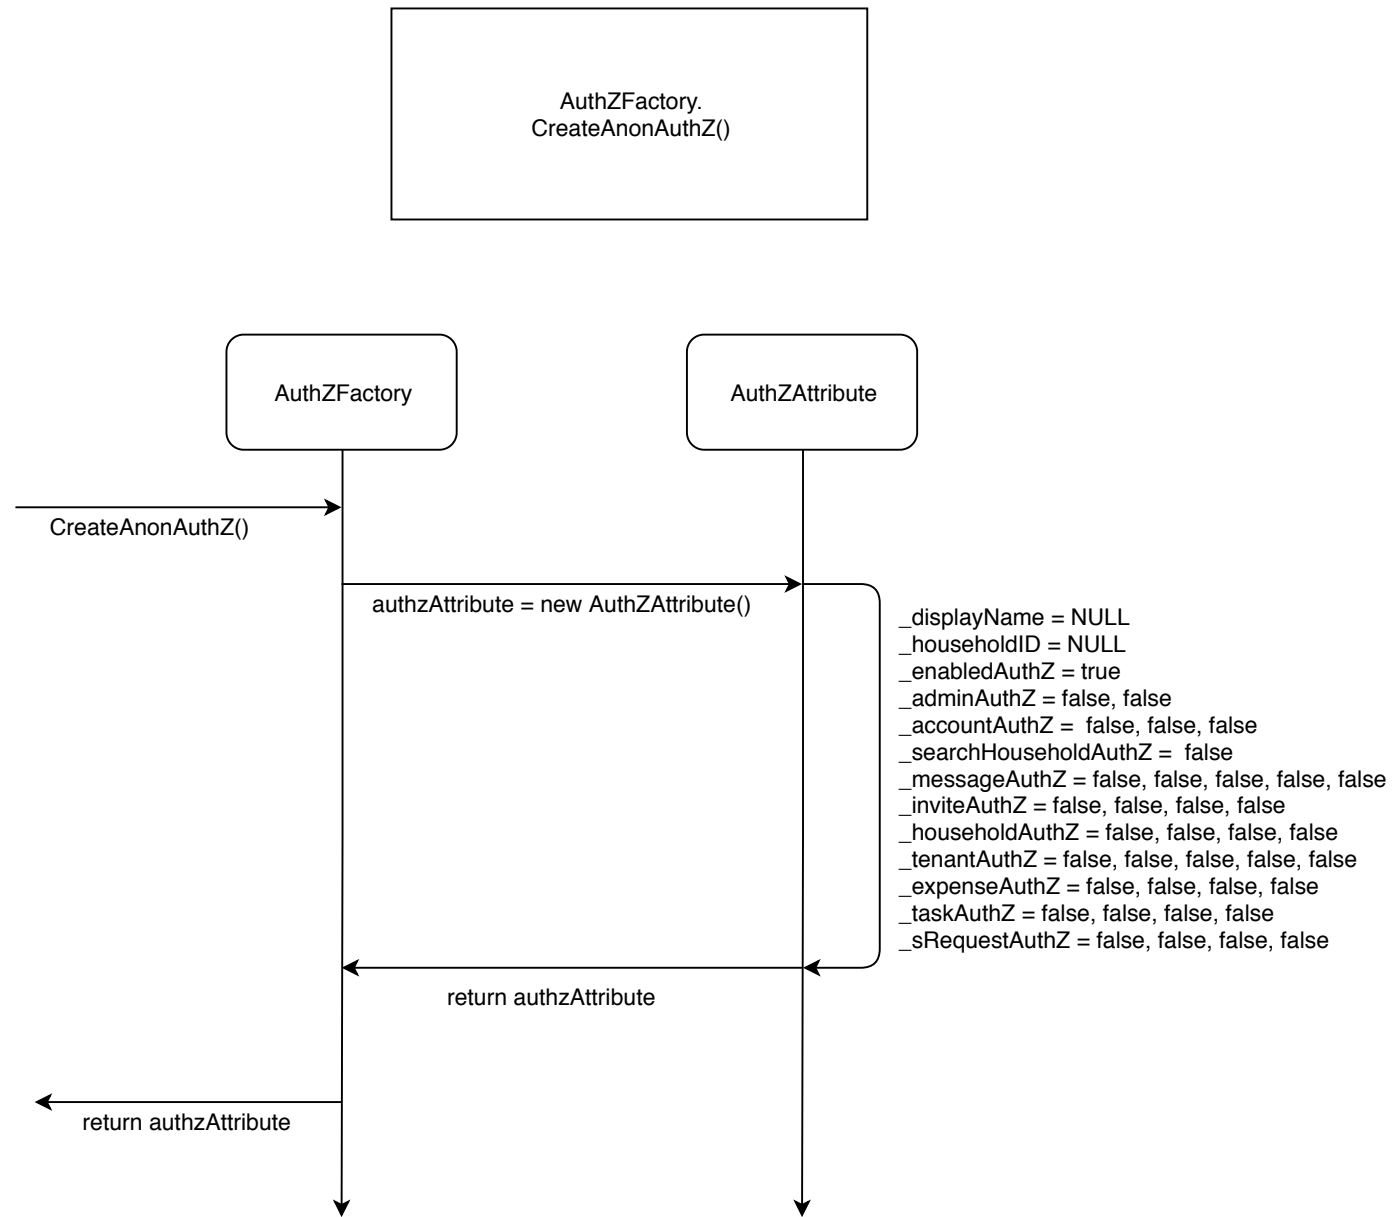 AuthZFactory.
CreateAnonAuthZ()
AuthZFactory
AuthZAttribute
CreateAnonAuthZ()
authzAttribute = new AuthZAttribute()
_displayName = NULL
_householdID = NULL
_enabledAuthZ = true
_adminAuthZ = false, false
_accountAuthZ =  false, false, false
_searchHouseholdAuthZ =  false
_messageAuthZ = false, false, false, false, false
_inviteAuthZ = false, false, false, false
_householdAuthZ = false, false, false, false
_tenantAuthZ = false, false, false, false, false
_expenseAuthZ = false, false, false, false
_taskAuthZ = false, false, false, false
_sRequestAuthZ = false, false, false, false
return authzAttribute
return authzAttribute